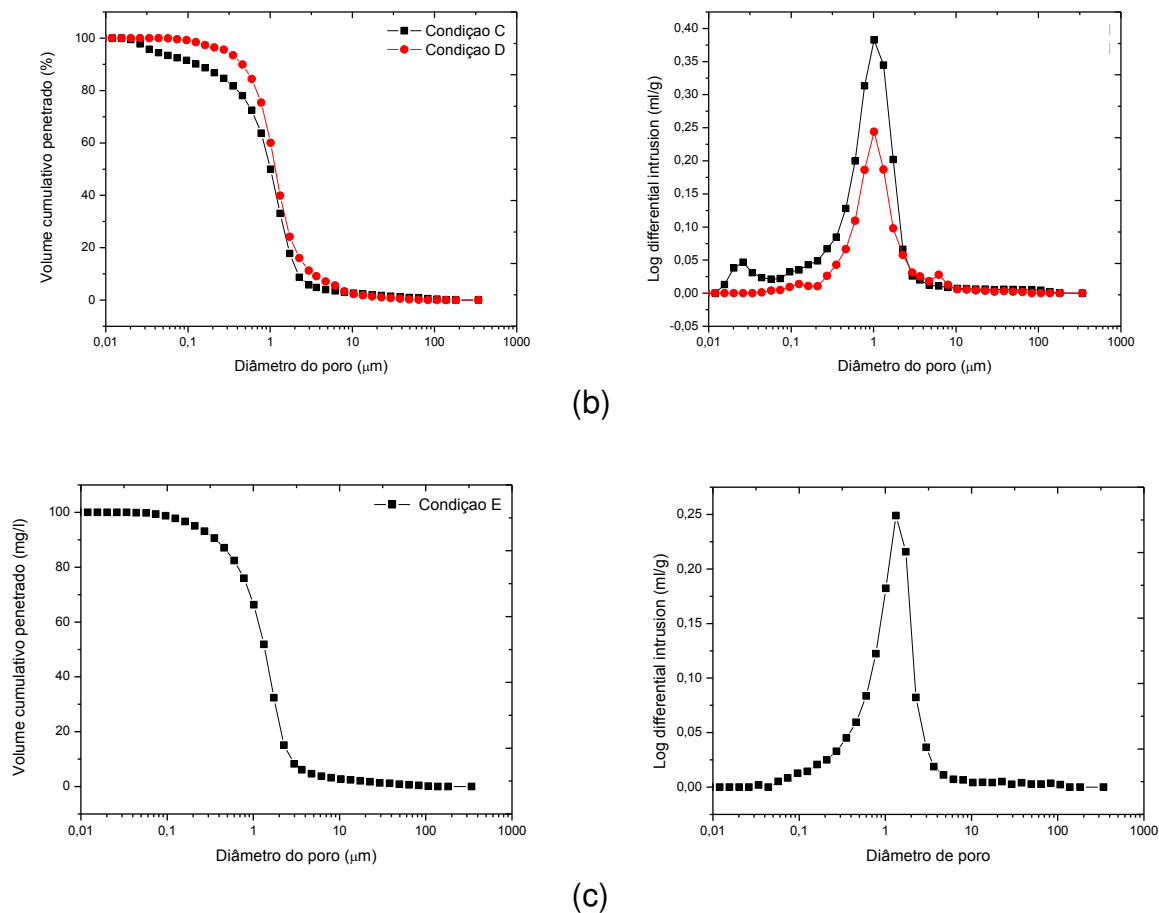 Condiçao C
Condiçao D
Volume cumulativo penetrado (%)
100
80
60
40
20
0
0,01 0,1 1 10 100 1000
Diâmetro do poro (μm)
Log differential intrusion (ml/g)
0,40
0,35
0,30
0,25
0,20
0,15
0,10
0,05
0,00
-0,05
0,01 0,1 1 10 100 1000
Diâmetro do poro (μm)
(b)
Condiçao E
Volume cumulativo penetrado (mg/l)
100
80
60
40
20
0
0,01 0,1 1 10 100 1000
Diâmetro do poro (μm)
Log differential intrusion (ml/g)
0,25
0,20
0,15
0,10
0,05
0,00
0,01 0,1 1 10 100 1000
Diâmetro de poro
(c)